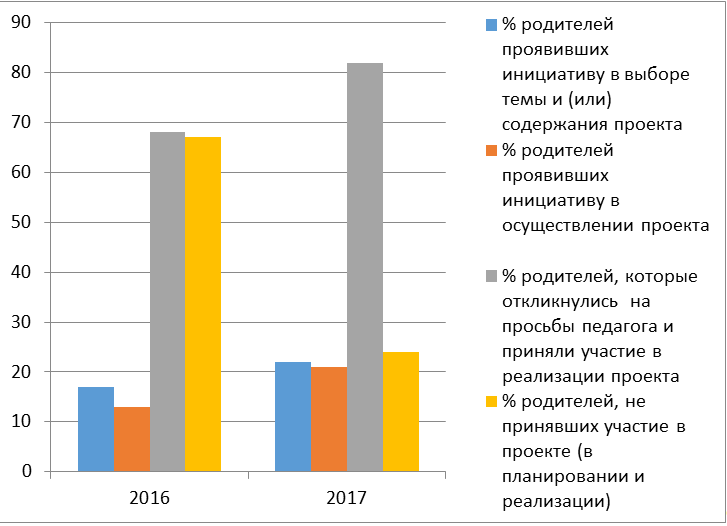 90
80
70
60
50
40
30
20
10
0
2016
2017
% родителей
проявивших
инициативу в выборе
темы и (или)
содержания проекта
% родителей
проявивших
инициативу в
осуществлении проекта
% родителей, которые
откликнулись на
просьбы педагога и
приняли участие в
реализации проекта
% родителей, не
принявших участие в
проекте (в
планировании и
реализации)